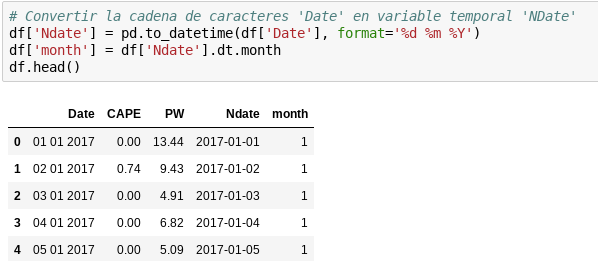 # Convertir la cadena de caracteres 'Date' en variable temporal 'NDate'
df['Ndate'] = pd.to_datetime(df['Date'], format='%d %m %Y')
df['month'] = df['Ndate'].dt.month
df.head()
Date CAPE PW Ndate month
0 01 01 2017 0.00 13.44 2017-01-01 1
1 02 01 2017 0.74 9.43 2017-01-02 1
2 03 01 2017 0.00 4.91 2017-01-03 1
3 04 01 2017 0.00 6.82 2017-01-04 1
4 05 01 2017 0.00 5.09 2017-01-05 1